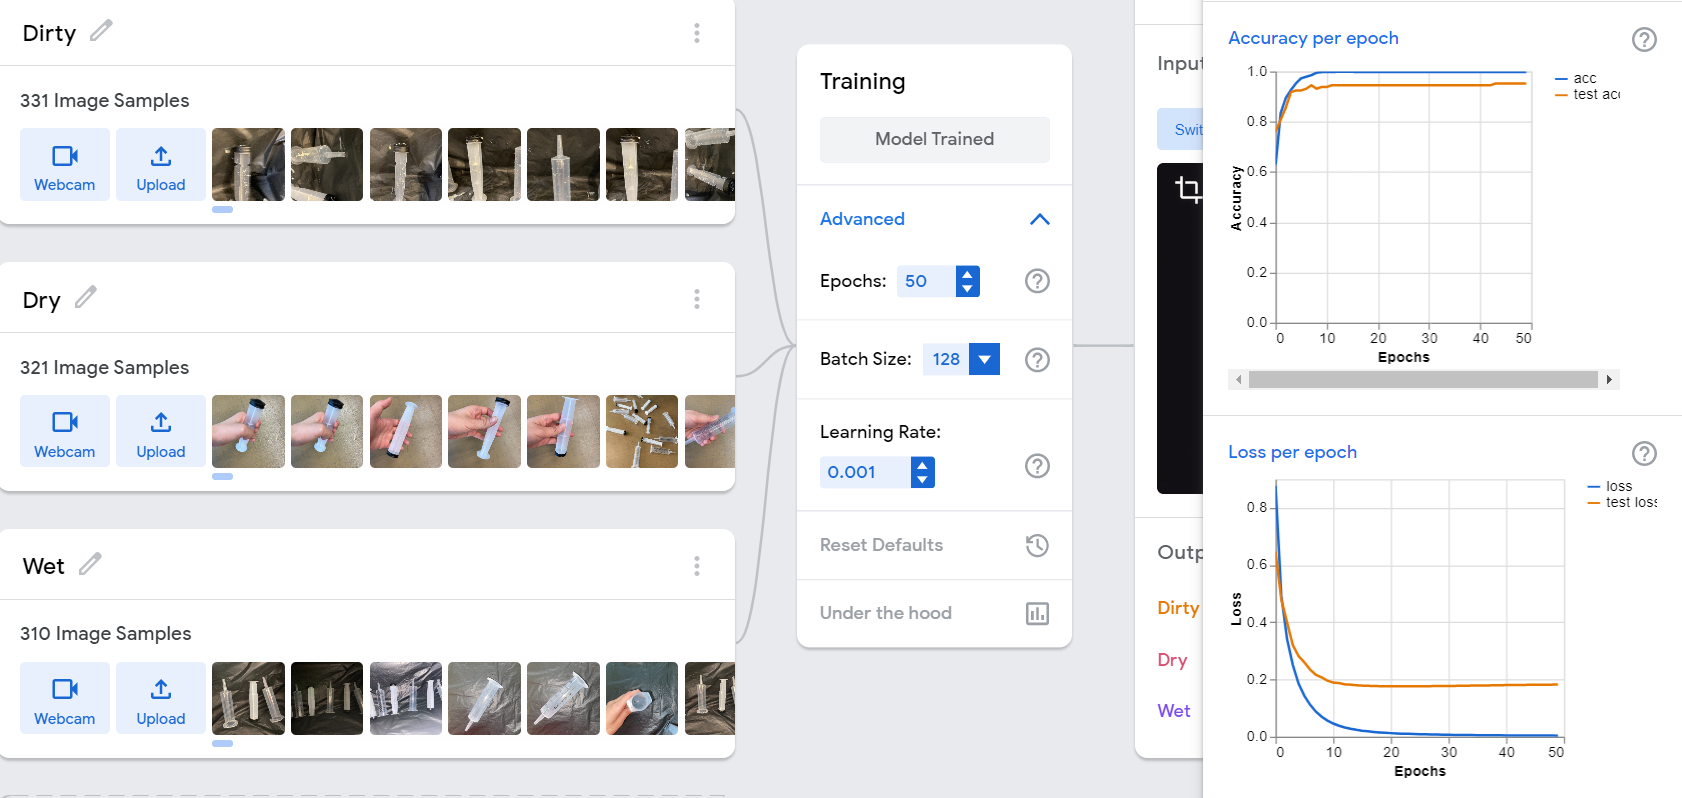 Dirty
331 Image Samples
Webcam
Upload
Dry
321 Image Samples
Webcam
Upload
Wet
310 Image Samples
Webcam
Upload
Training
Model Trained
Advanced
Epochs: 50
Batch Size: 128
Learning Rate:
0.001
Reset Defaults
Under the hood
Input
Swit
Outp
Dirty
Dry
Wet
Accuracy per epoch
acc
test acc
1.0
0.8
0.6
0.4
0.2
0.0
Accuracy
0 10 20 30 40 50
Epochs
Loss per epoch
loss
test loss
0.8
0.6
0.4
0.2
0.0
Loss
0 10 20 30 40 50
Epochs